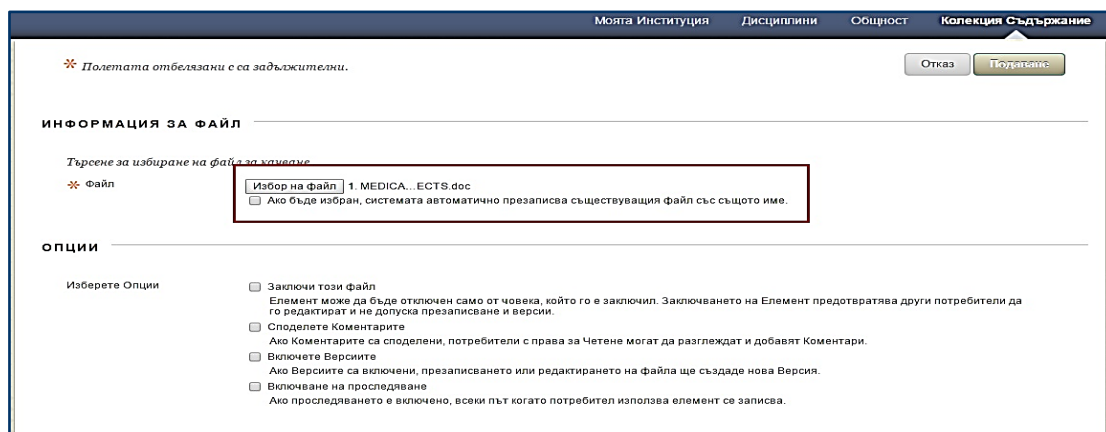 Моята Институция Дисциплини Общност Колекция Съдържание
* Полетата отбелязани с са задължителни.
Отказ Подаване
ИНФОРМАЦИЯ ЗА ФАЙЛ
Търсене за избиране на файл за качване
* Файл
Избор на файл 1. MEDICA...ECTS.doc
Ако бъде избран, системата автоматично презаписва съществуващия файл със същото име.
ОПЦИИ
Изберете Опции
Заключи този файл
Елемент може да бъде отключен само от човека, който го е заключил. Заключването на Елемент предотвратява други потребители да
го редактират и не допуска презаписване и версии.
Споделете Коментарите
Ако Коментарите са споделени, потребители с права за Четене могат да разглеждат и добавят Коментари.
Включете Версиите
Ако Версиите са включени, презаписването или редактирането на файла ще създаде нова Версия.
Включване на проследяване
Ако проследяването е включено, всеки път когато потребител използва елемент се записва.